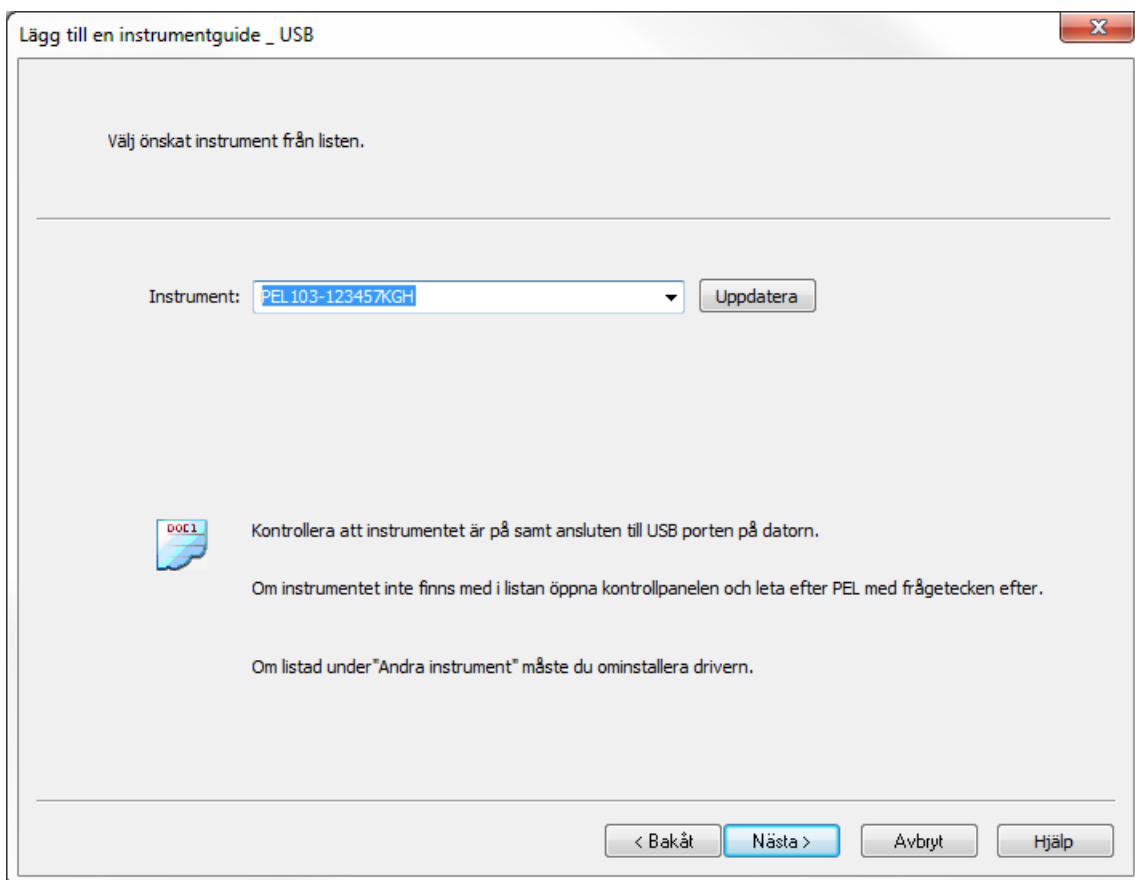 Lägg till en instrumentguide _ USB
x
Välj önskat instrument från listen.
Instrument: PEL103-123457KGH Uppdatera
DOE1
Kontrollera att instrumentet är på samt ansluten till USB porten på datorn.
Om instrumentet inte finns med i listan öppna kontrollpanelen och leta efter PEL med frågetecken efter.
Om listad under"Andra instrument" måste du ominstallera drivern.
< Bakåt Nästa > Avbryt Hjälp